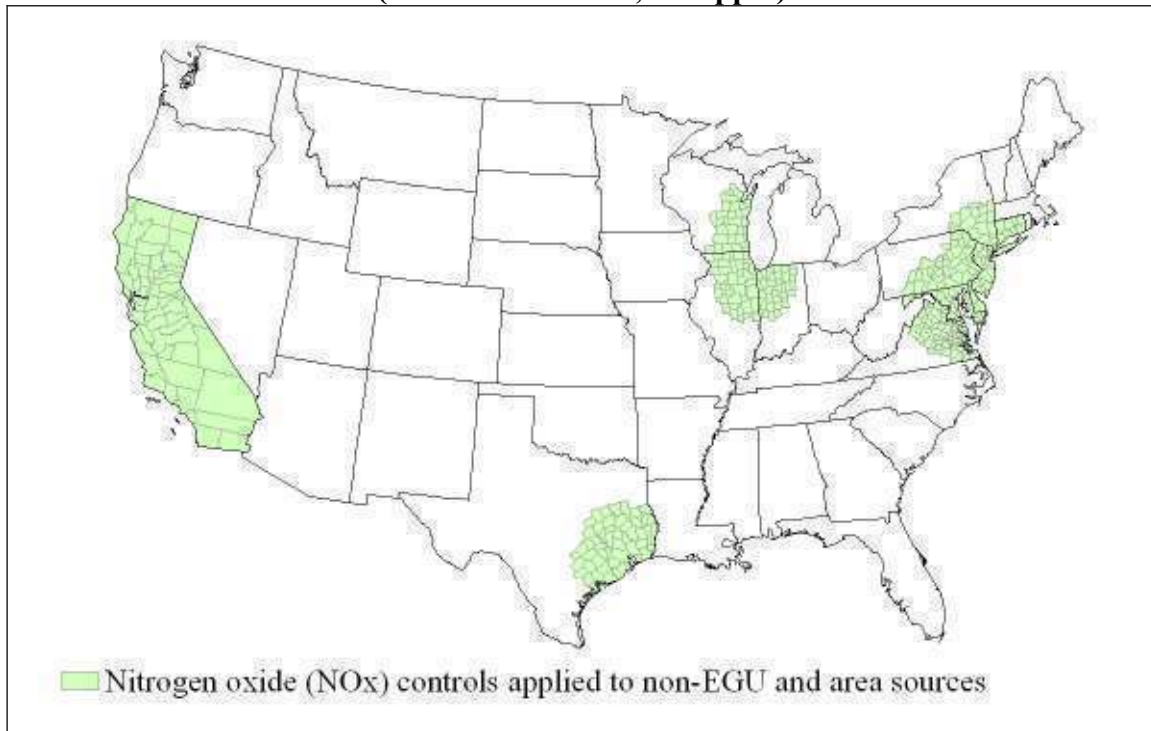 Nitrogen oxide (NOx) controls applied to non-EGU and area sources